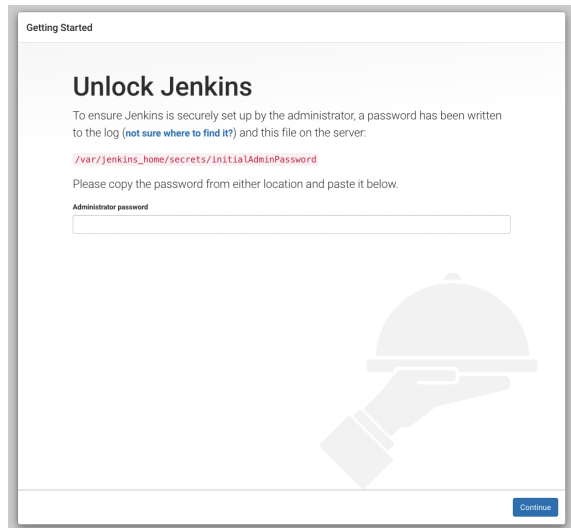 Getting Started
Unlock Jenkins
To ensure Jenkins is securely set up by the administrator, a password has been written
to the log (not sure where to find it?) and this file on the server:
/var/jenkins_home/secrets/initialAdminPassword
Please copy the password from either location and paste it below.
Administrator password
Continue